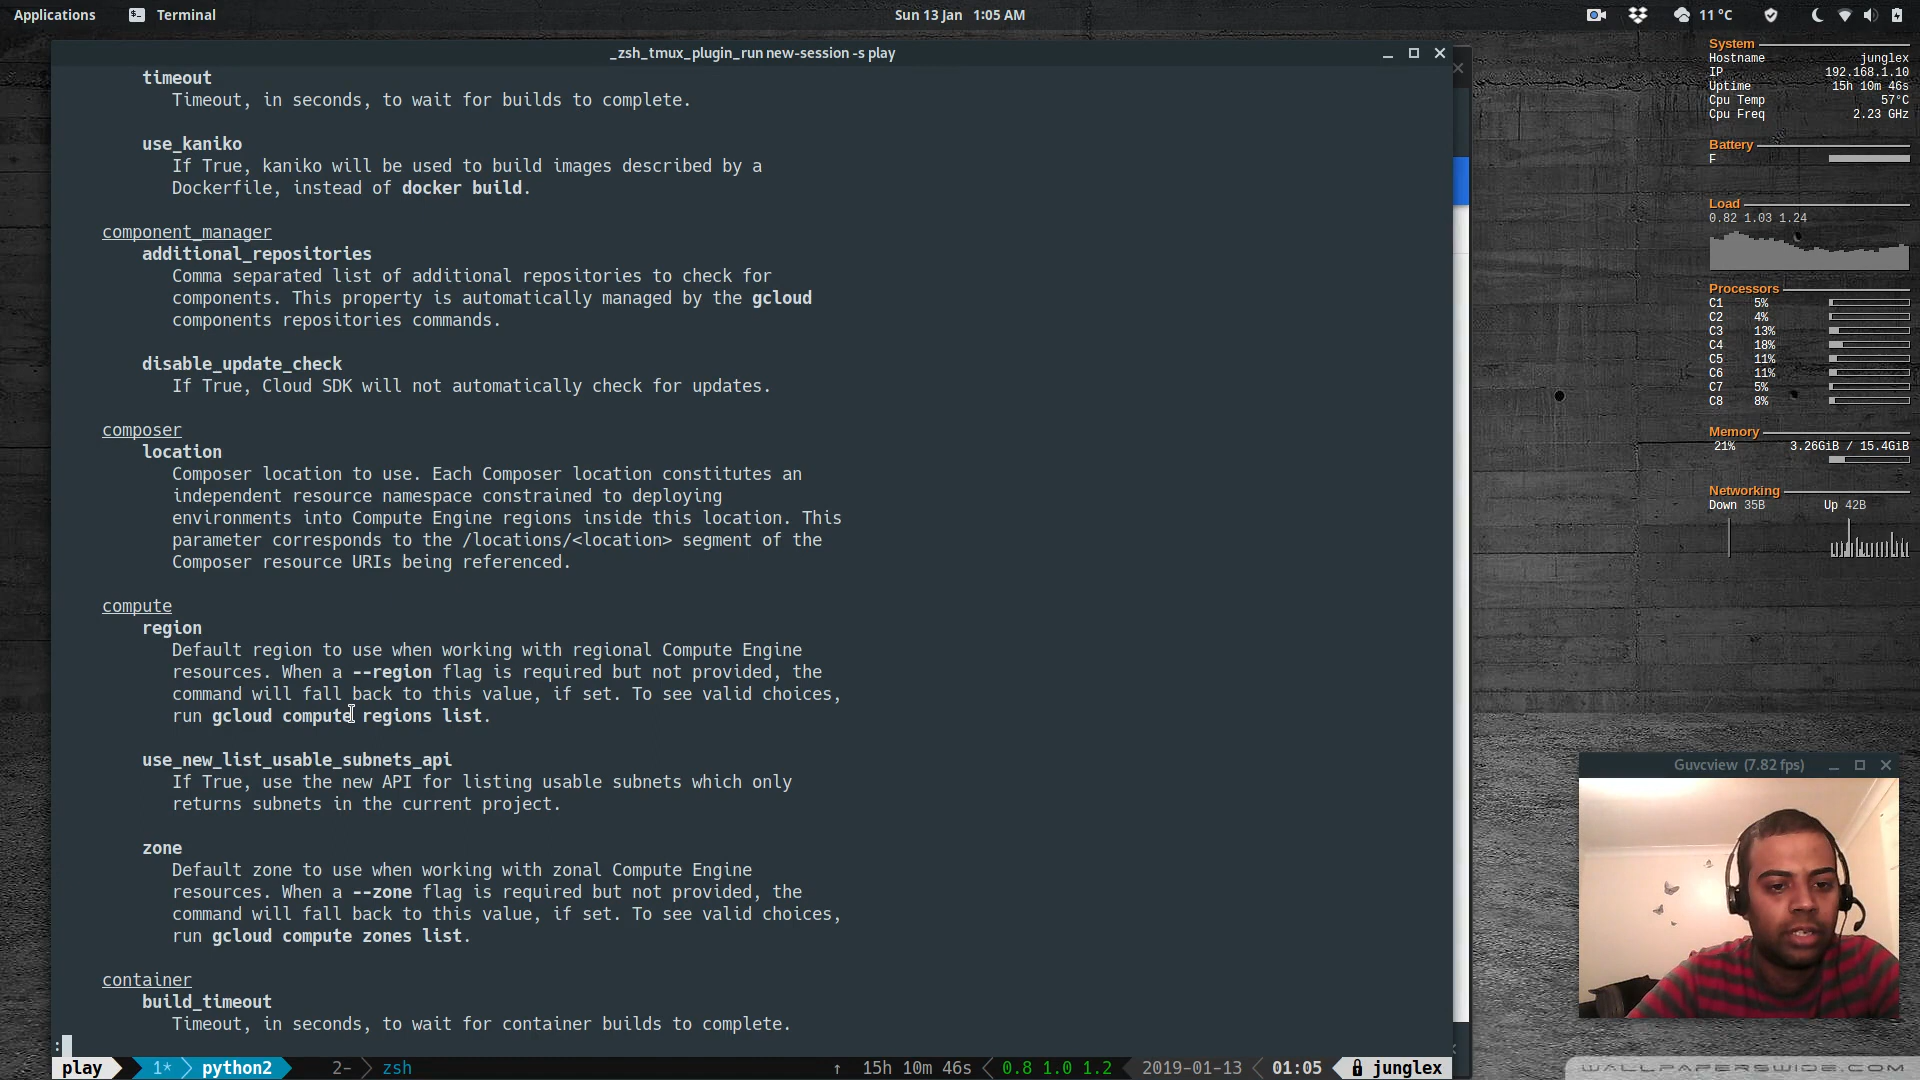 Applications
Terminal
Sun 13 Jan 1:05 AM
11 °C
_zsh_tmux_plugin_run new-session -s play
timeout
Timeout, in seconds, to wait for builds to complete.
use_kaniko
If True, kaniko will be used to build images described by a
Dockerfile, instead of docker build.
component_manager
additional_repositories
Comma separated list of additional repositories to check for
components. This property is automatically managed by the gcloud
components repositories commands.
disable_update_check
If True, Cloud SDK will not automatically check for updates.
composer
location
Composer location to use. Each Composer location constitutes an
independent resource namespace constrained to deploying
environments into Compute Engine regions inside this location. This
parameter corresponds to the /locations/<location> segment of the
Composer resource URIs being referenced.
compute
region
Default region to use when working with regional Compute Engine
resources. When a --region flag is required but not provided, the
command will fall back to this value, if set. To see valid choices,
run gcloud compute regions list.
use_new_list_usable_subnets_api
If True, use the new API for listing usable subnets which only
returns subnets in the current project.
zone
Default zone to use when working with zonal Compute Engine
resources. When a --zone flag is required but not provided, the
command will fall back to this value, if set. To see valid choices,
run gcloud compute zones list.
container
build_timeout
Timeout, in seconds, to wait for container builds to complete.
:
play 1* python2 2- zsh ↑ 15h 10m 46s 0.8 1.0 1.2 2019-01-13 01:05 junglex
System
Hostname junglex
IP 192.168.1.10
Uptime 15h 10m 46s
Cpu Temp 57°C
Cpu Freq 2.23 GHz
Battery
F
Load
0.82 1.03 1.24
Processors
C1 5%
C2 4%
C3 13%
C4 18%
C5 11%
C6 11%
C7 5%
C8 8%
Memory
21% 3.26GiB / 15.4GiB
Networking
Down 35B Up 42B
Guvcview (7.82 fps)
WALLPAPERSWIDE.COM